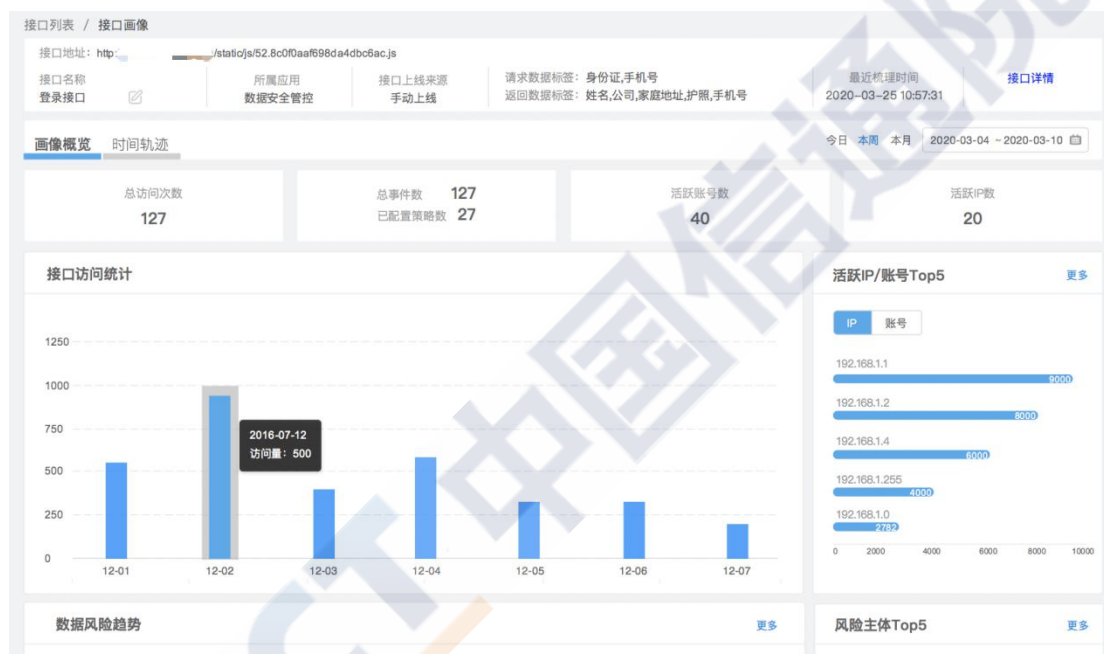 接口列表 / 接口画像
接口地址：http: :/static/js/52.8c0f0aaf698da4dbc6ac.js
接口名称 所属应用 接口上线来源 请求数据标签：身份证,手机号 最近梳理时间 接口详情
登录接口 数据安全管控 手动上线 返回数据标签：姓名,公司,家庭地址,护照,手机号 2020-03-25 10:57:31
画像概览 时间轨迹 今日 本周 本月 2020-03-04 ~2020-03-10
总访问次数 总事件数 127 活跃账号数 活跃IP数
127 已配置策略数 27 40 20
接口访问统计
1250
1000
750
500
250
0
2016-07-12
访问量：500
12-01 12-02 12-03 12-04 12-05 12-06 12-07
活跃IP/账号Top5 更多
IP 账号
192.168.1.1
9000
192.168.1.2
8000
192.168.1.4
6000
192.168.1.255
4000
192.168.1.0
2782
0 2000 4000 6000 8000 10000
数据风险趋势 更多
风险主体Top5 更多
中国信通院